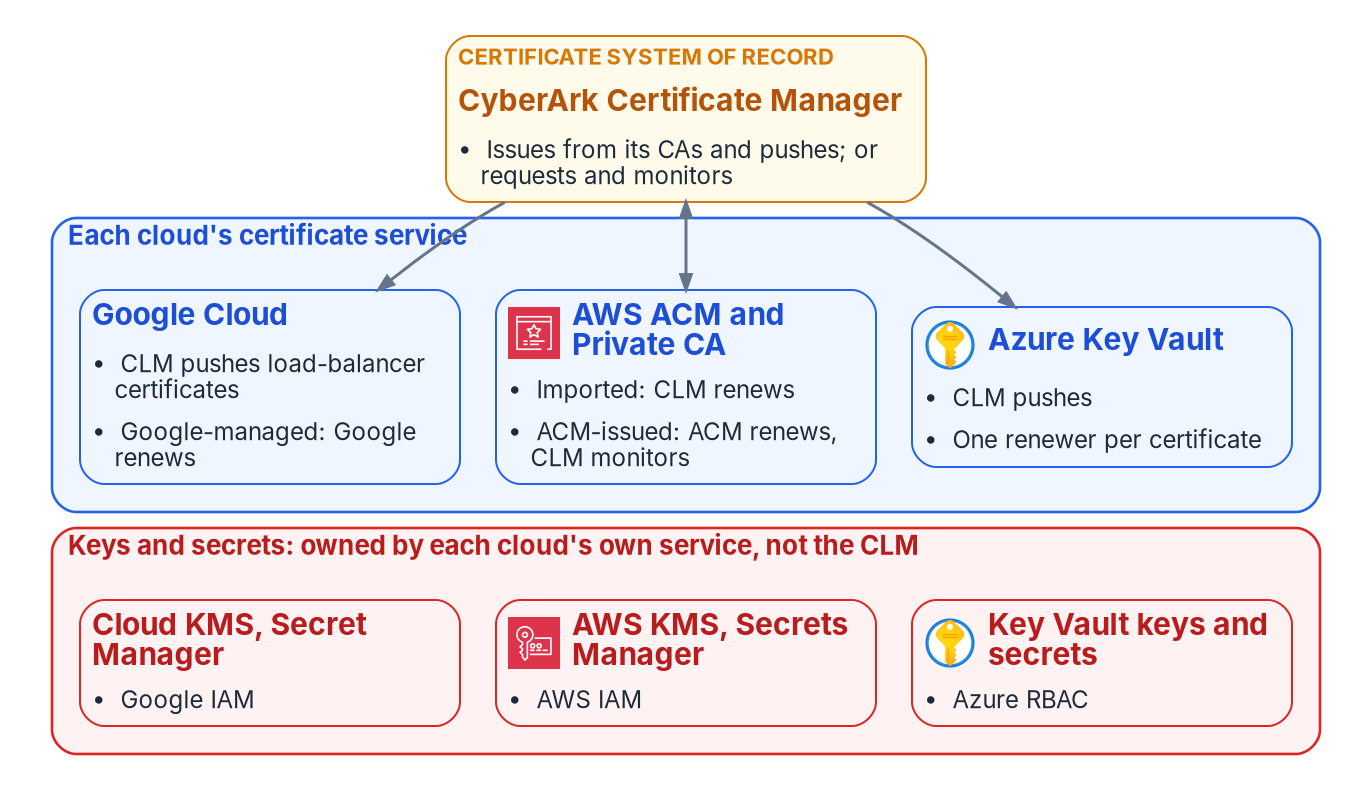 CERTIFICATE SYSTEM OF RECORD
CyberArk Certificate Manager
• Issues from its CAs and pushes; or
requests and monitors
Each cloud's certificate service
Google Cloud
• CLM pushes load-balancer
certificates
• Google-managed: Google
renews
AWS ACM and
Private CA
• Imported: CLM renews
• ACM-issued: ACM renews,
CLM monitors
Azure Key Vault
• CLM pushes
• One renewer per certificate
Keys and secrets: owned by each cloud's own service, not the CLM
Cloud KMS, Secret
Manager
• Google IAM
AWS KMS, Secrets
Manager
• AWS IAM
Key Vault keys and
secrets
• Azure RBAC